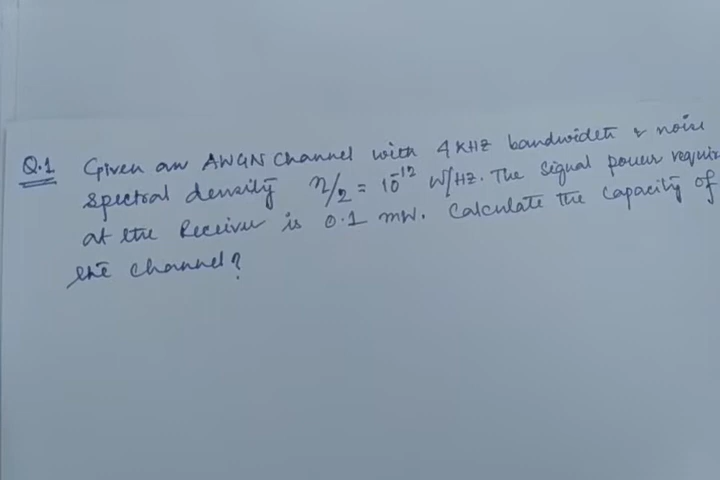 Q.1 Given an AWGN channel with 4 KHZ bandwidth & noise
spectral density η/2 = 10⁻¹² W/HZ. The signal power requir
at the Receiver is 0.1 mW. Calculate the capacity of
the channel?